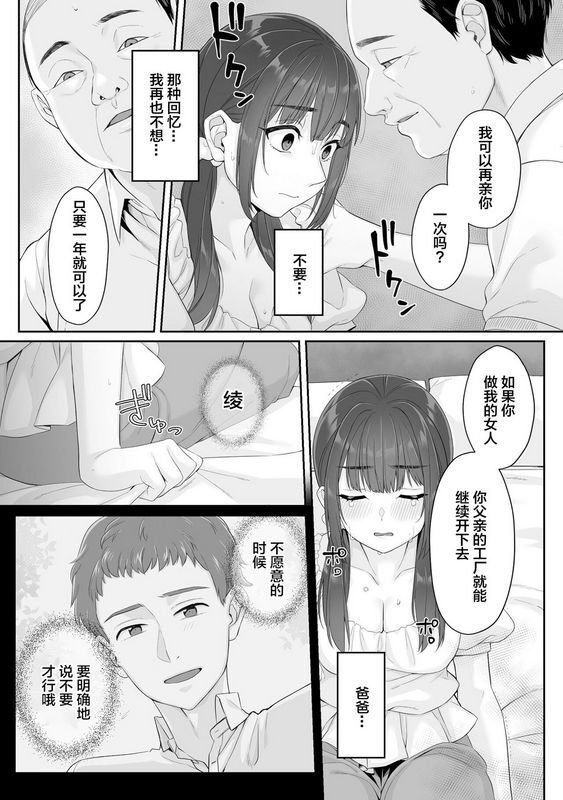 我可以再亲你
一次吗？
ドクン
ドクン
那种回忆…
我再也不想…
不要…
只要一年就可以了
如果你
做我的女人
你父亲的工厂就能
继续开下去
ポロ
ポロ
爸爸…
绫
ぎゅっ
不愿意的
时候
要明确地
说不要
才行哦